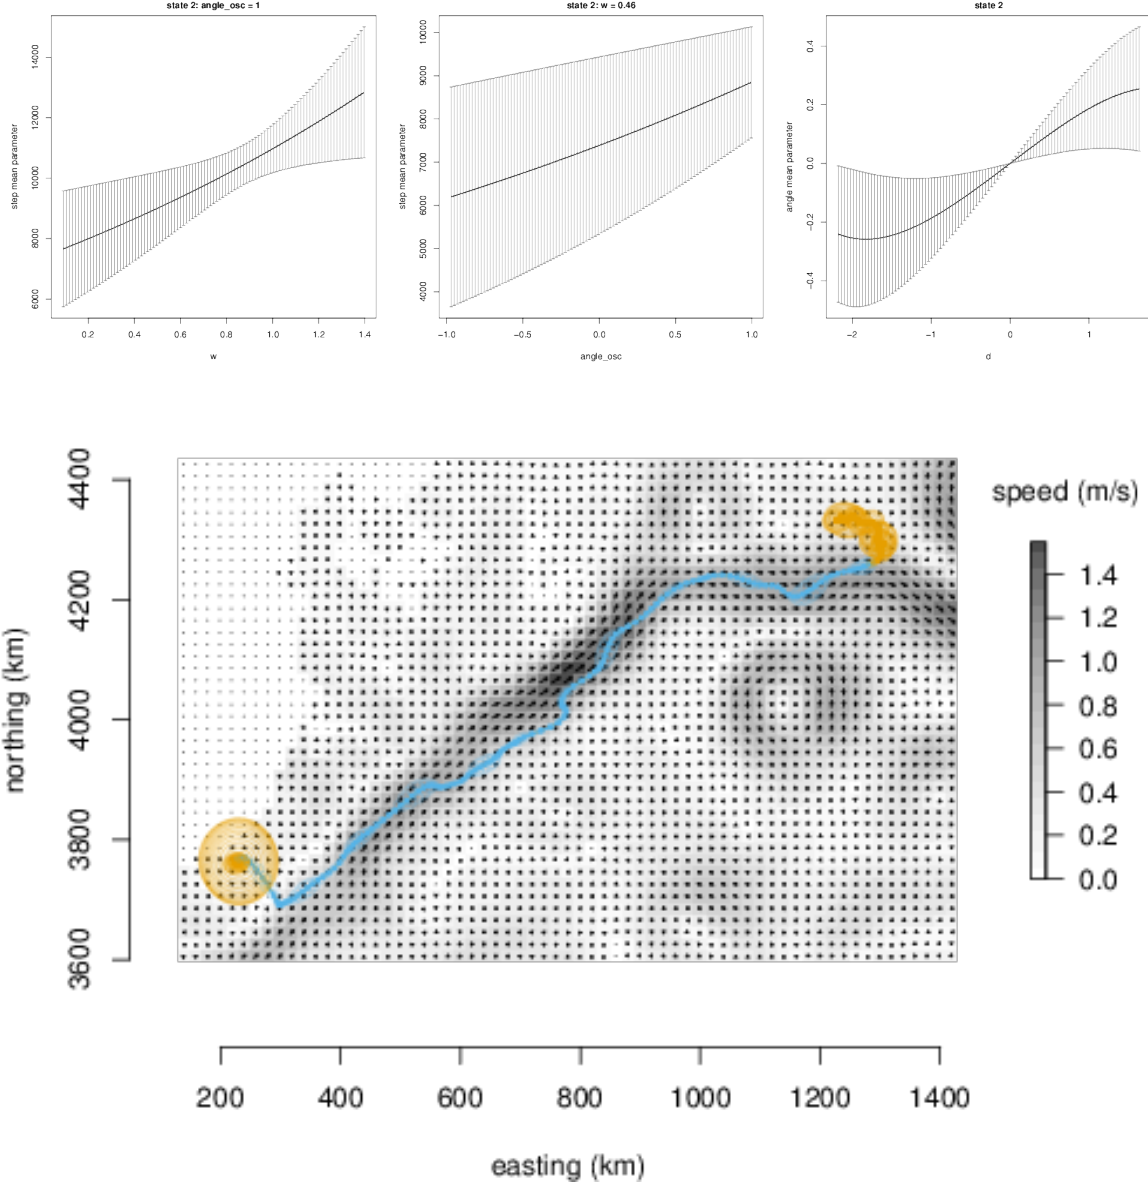 state 2: angle_osc = 1
step mean parameter
14000
12000
10000
8000
6000
0.2 0.4 0.6 0.8 1.0 1.2 1.4
w
state 2: w = 0.46
step mean parameter
10000
9000
8000
7000
6000
5000
4000
−1.0 −0.5 0.0 0.5 1.0
angle_osc
state 2
angle mean parameter
0.4
0.2
0.0
−0.2
−0.4
−2 −1 0 1
d
northing (km)
4400
4200
4000
3800
3600
speed (m/s)
1.4
1.2
1.0
0.8
0.6
0.4
0.2
0.0
200 400 600 800 1000 1200 1400
easting (km)